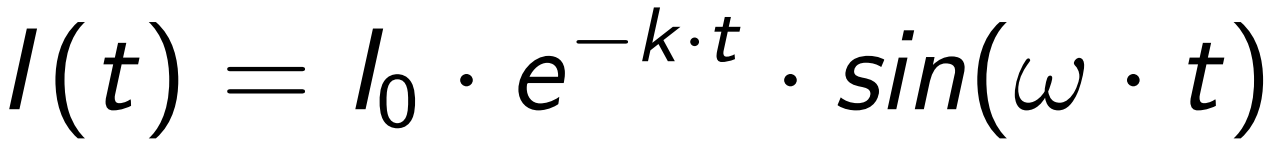 I(t) = I₀ · e^{−k·t} · sin(ω · t)